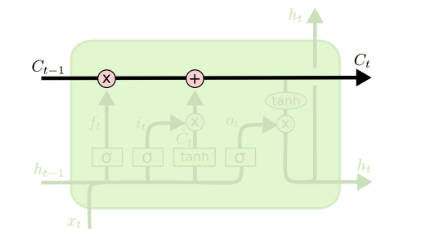 h_t
C_{t-1} × + C_t
tanh
f_t i_t C̃_t o_t ×  ×
σ σ tanh σ
h_{t-1} h_t
x_t